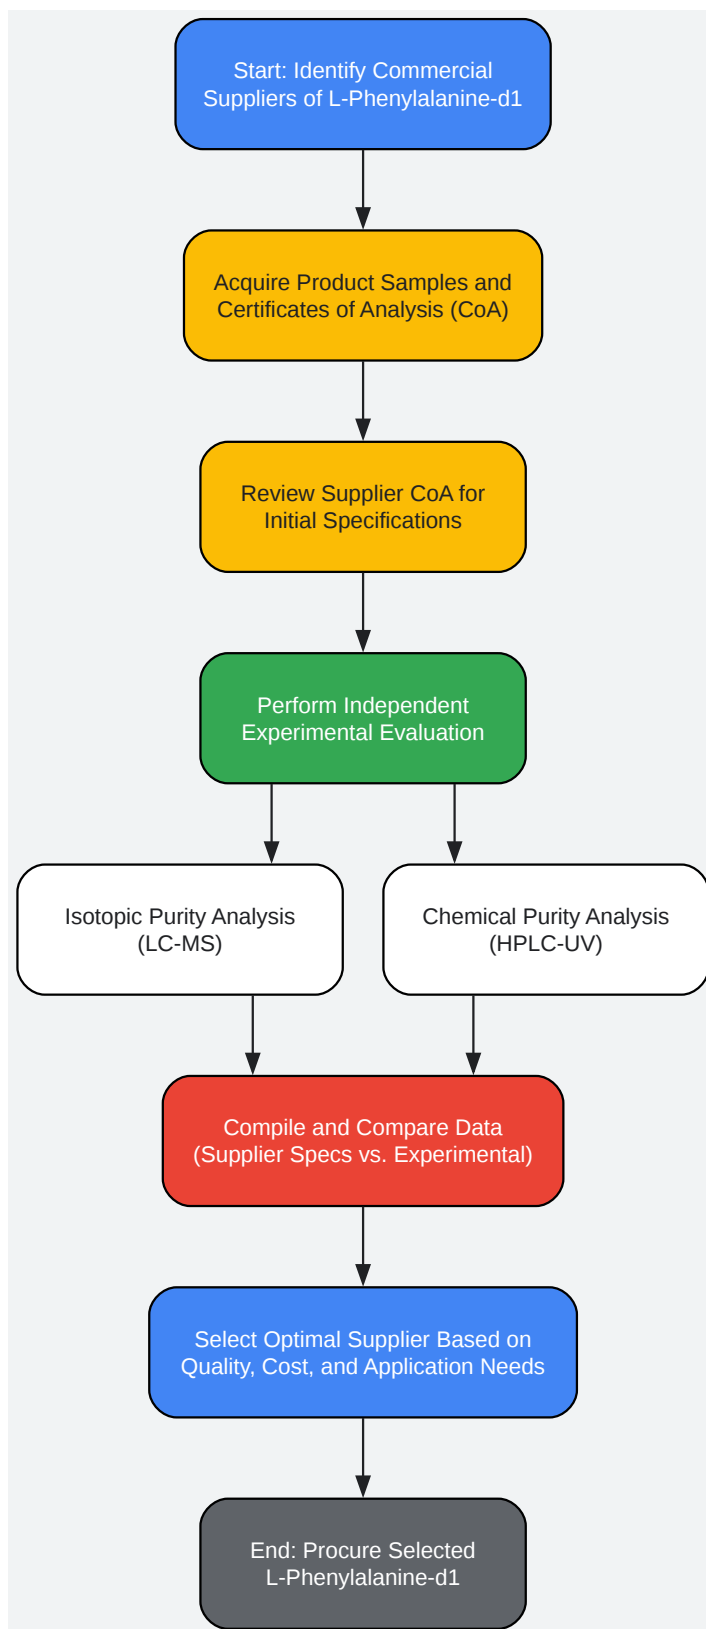 Start: Identify Commercial
Suppliers of L-Phenylalanine-d1
Acquire Product Samples and
Certificates of Analysis (CoA)
Review Supplier CoA for
Initial Specifications
Perform Independent
Experimental Evaluation
Isotopic Purity Analysis
(LC-MS)
Chemical Purity Analysis
(HPLC-UV)
Compile and Compare Data
(Supplier Specs vs. Experimental)
Select Optimal Supplier Based on
Quality, Cost, and Application Needs
End: Procure Selected
L-Phenylalanine-d1